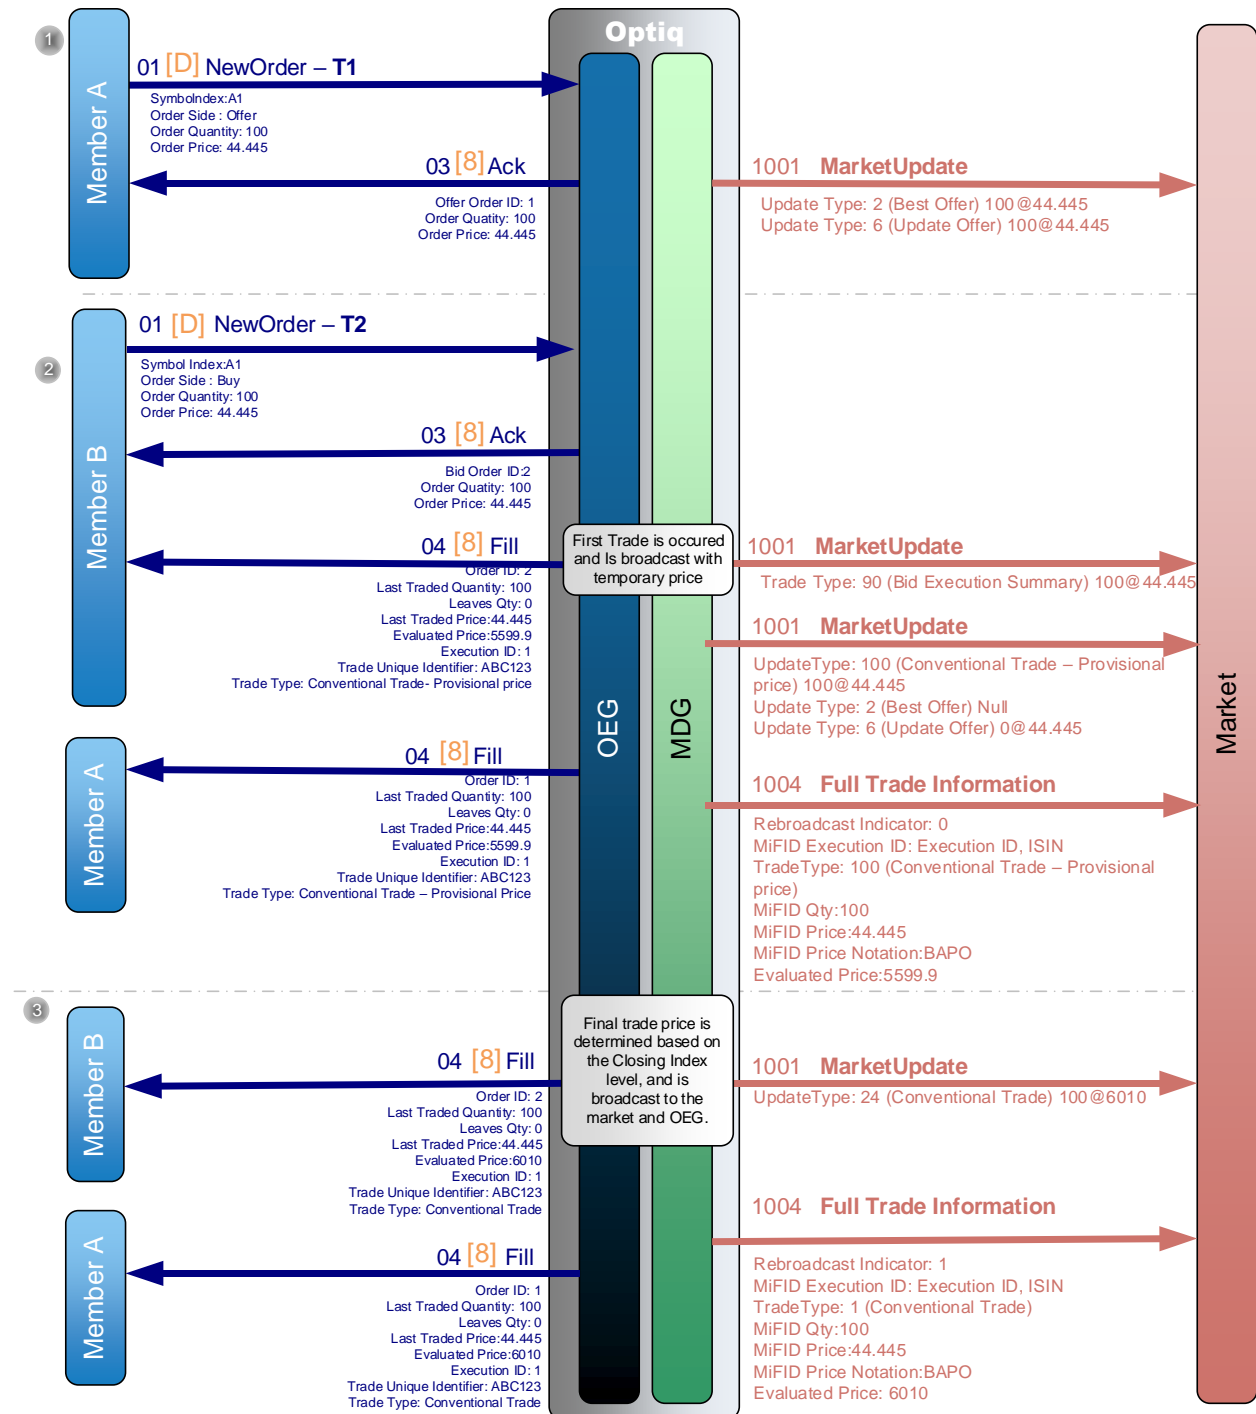 Optiq
1
Member A
01 [D] NewOrder – T1
SymbolIndex:A1
Order Side : Offer
Order Quantity: 100
Order Price: 44.445
03 [8] Ack
Offer Order ID: 1
Order Quatity: 100
Order Price: 44.445
1001 MarketUpdate
Update Type: 2 (Best Offer) 100@44.445
Update Type: 6 (Update Offer) 100@44.445
2
Member B
01 [D] NewOrder – T2
Symbol Index:A1
Order Side : Buy
Order Quantity: 100
Order Price: 44.445
03 [8] Ack
Bid Order ID:2
Order Quatity: 100
Order Price: 44.445
First Trade is occured
and Is broadcast with
temporary price
04 [8] Fill
Order ID: 2
Last Traded Quantity: 100
Leaves Qty: 0
Last Traded Price:44.445
Evaluated Price:5599.9
Execution ID: 1
Trade Unique Identifier: ABC123
Trade Type: Conventional Trade- Provisional price
1001 MarketUpdate
Trade Type: 90 (Bid Execution Summary) 100@44.445
1001 MarketUpdate
UpdateType: 100 (Conventional Trade – Provisional
price) 100@44.445
Update Type: 2 (Best Offer) Null
Update Type: 6 (Update Offer) 0@44.445
OEG
MDG
Market
Member A
04 [8] Fill
Order ID: 1
Last Traded Quantity: 100
Leaves Qty: 0
Last Traded Price:44.445
Evaluated Price:5599.9
Execution ID: 1
Trade Unique Identifier: ABC123
Trade Type: Conventional Trade – Provisional Price
1004 Full Trade Information
Rebroadcast Indicator: 0
MiFID Execution ID: Execution ID, ISIN
TradeType: 100 (Conventional Trade – Provisional
price)
MiFID Qty:100
MiFID Price:44.445
MiFID Price Notation:BAPO
Evaluated Price:5599.9
3
Member B
Final trade price is
determined based on
the Closing Index
level, and is
broadcast to the
market and OEG.
04 [8] Fill
Order ID: 2
Last Traded Quantity: 100
Leaves Qty: 0
Last Traded Price:44.445
Evaluated Price:6010
Execution ID: 1
Trade Unique Identifier: ABC123
Trade Type: Conventional Trade
1001 MarketUpdate
UpdateType: 24 (Conventional Trade) 100@6010
Member A
04 [8] Fill
Order ID: 1
Last Traded Quantity: 100
Leaves Qty: 0
Last Traded Price:44.445
Evaluated Price:6010
Execution ID: 1
Trade Unique Identifier: ABC123
Trade Type: Conventional Trade
1004 Full Trade Information
Rebroadcast Indicator: 1
MiFID Execution ID: Execution ID, ISIN
TradeType: 1 (Conventional Trade)
MiFID Qty:100
MiFID Price:44.445
MiFID Price Notation:BAPO
Evaluated Price: 6010